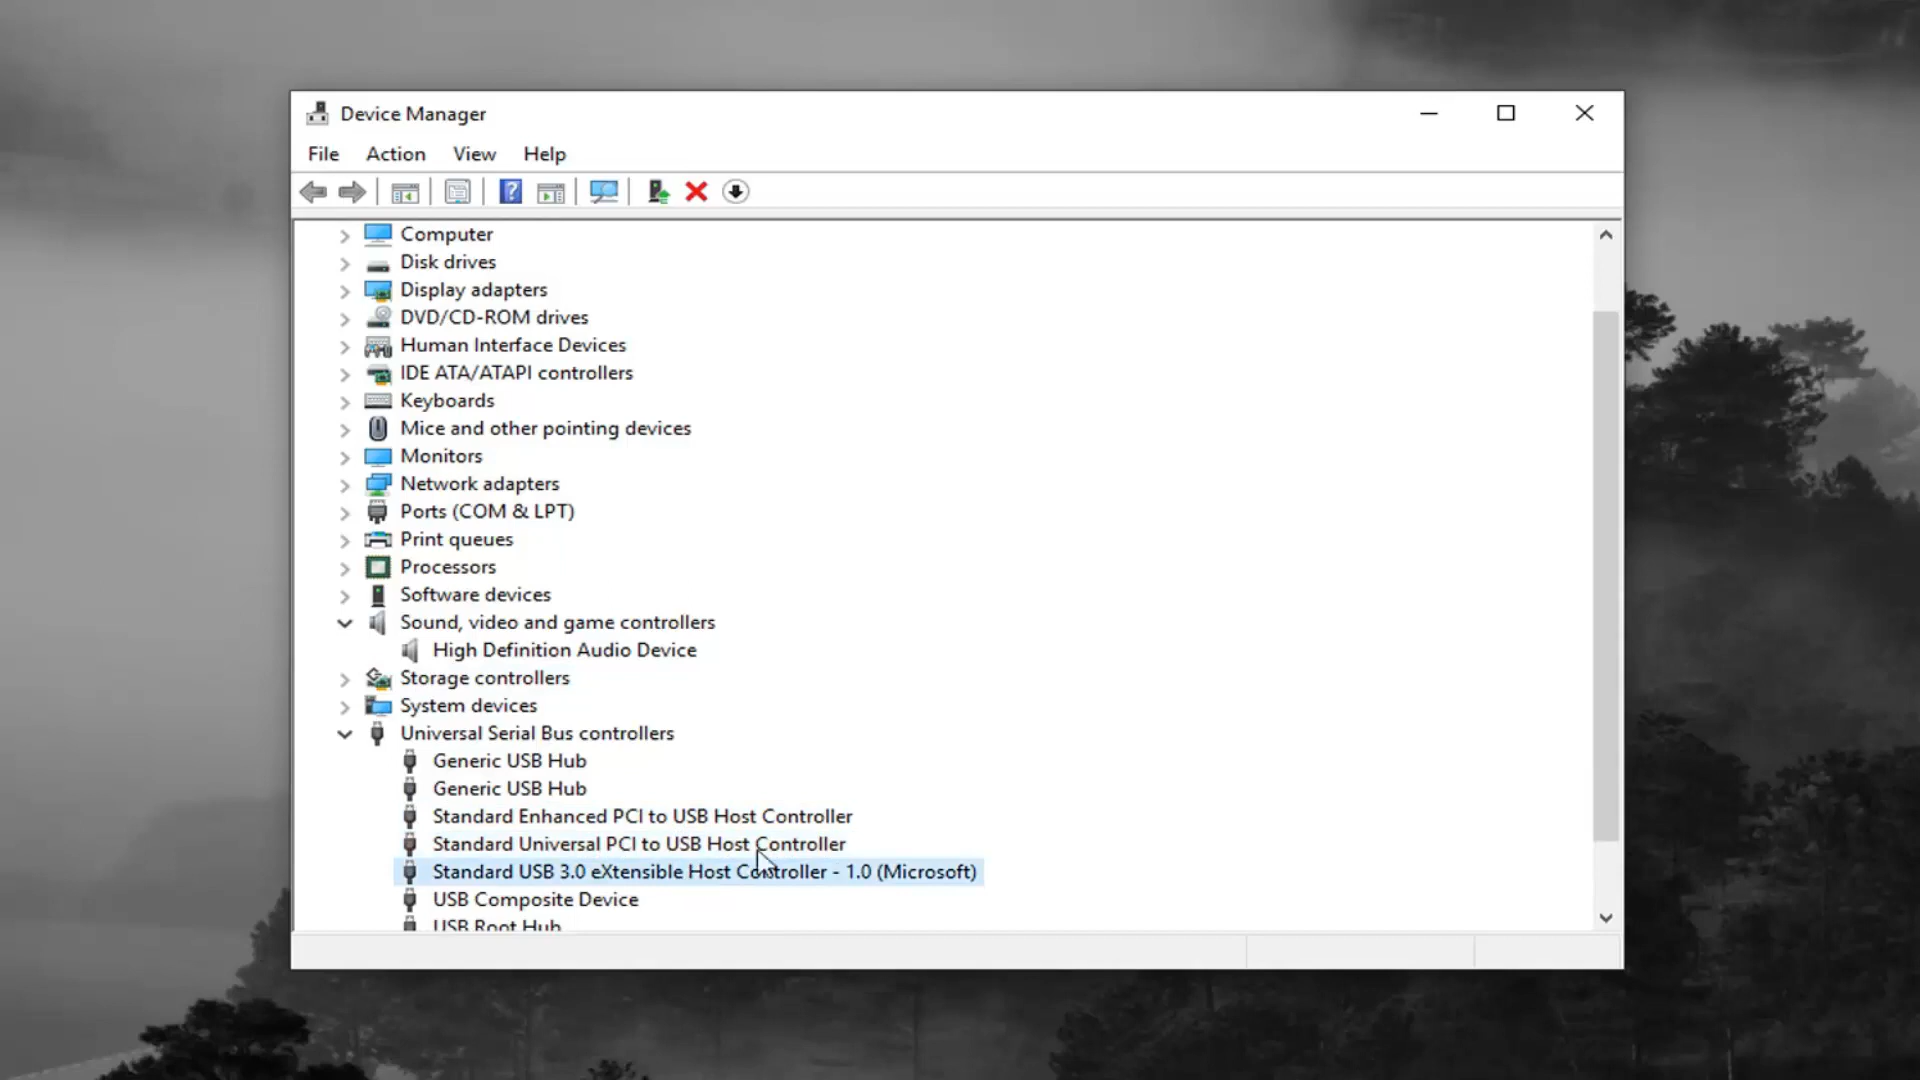 Device Manager
File Action View Help
Computer
Disk drives
Display adapters
DVD/CD-ROM drives
Human Interface Devices
IDE ATA/ATAPI controllers
Keyboards
Mice and other pointing devices
Monitors
Network adapters
Ports (COM & LPT)
Print queues
Processors
Software devices
Sound, video and game controllers
High Definition Audio Device
Storage controllers
System devices
Universal Serial Bus controllers
Generic USB Hub
Generic USB Hub
Standard Enhanced PCI to USB Host Controller
Standard Universal PCI to USB Host Controller
Standard USB 3.0 eXtensible Host Controller - 1.0 (Microsoft)
USB Composite Device
USB Root Hub